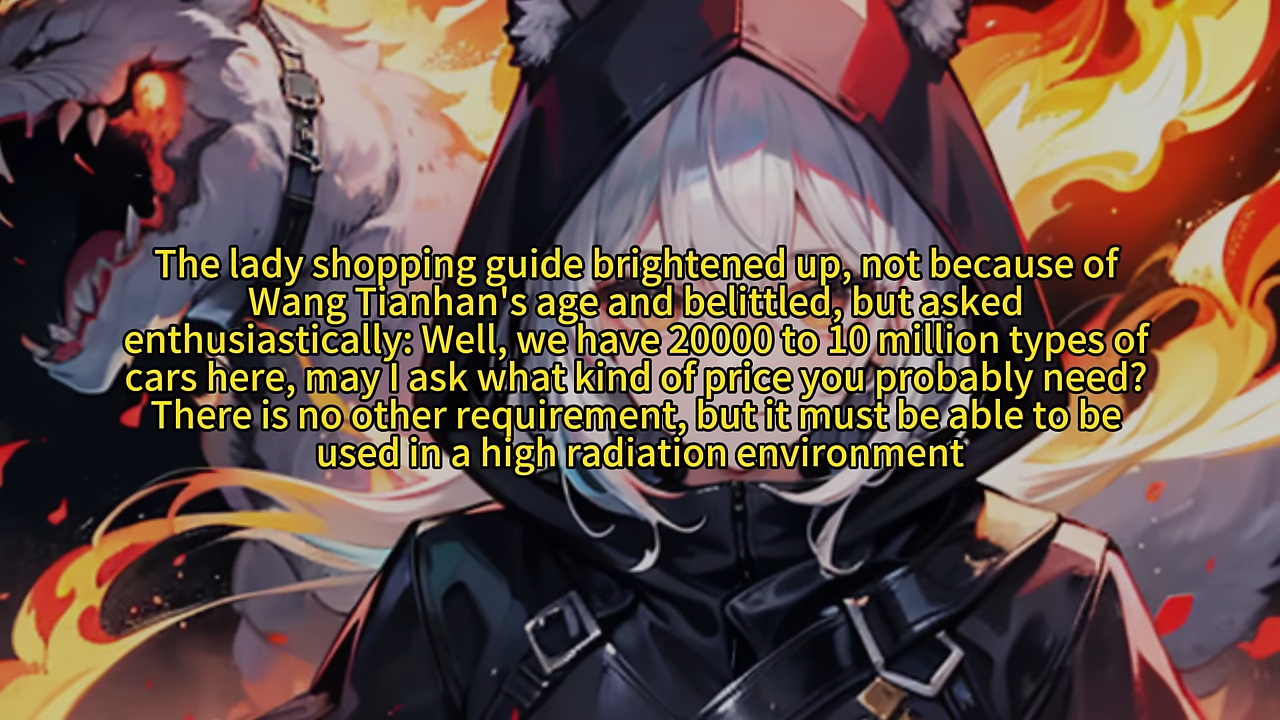 The lady shopping guide brightened up, not because of
Wang Tianhan's age and belittled, but asked
enthusiastically: Well, we have 20000 to 10 million types of
cars here, may I ask what kind of price you probably need?
There is no other requirement, but it must be able to be
used in a high radiation environment